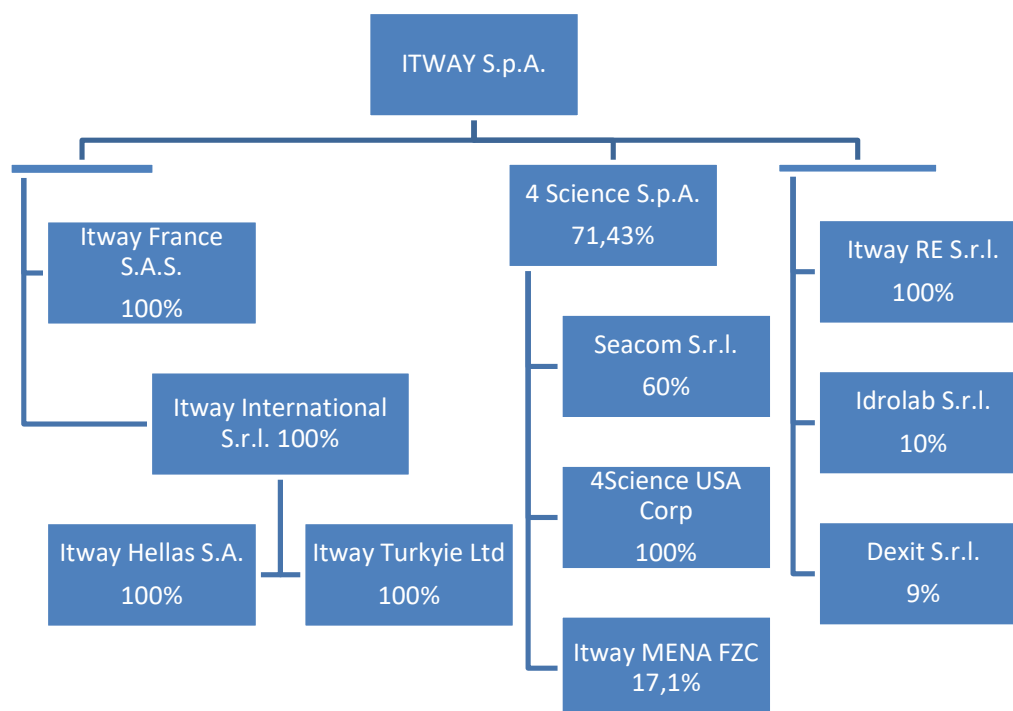 ITWAY S.p.A.
Itway France
S.A.S.
100%
Itway International
S.r.l. 100%
Itway Hellas S.A.
100%
Itway Turkyie Ltd
100%
4 Science S.p.A.
71,43%
Seacom S.r.l.
60%
4Science USA
Corp
100%
Itway MENA FZC
17,1%
Itway RE S.r.l.
100%
Idrolab S.r.l.
10%
Dexit S.r.l.
9%